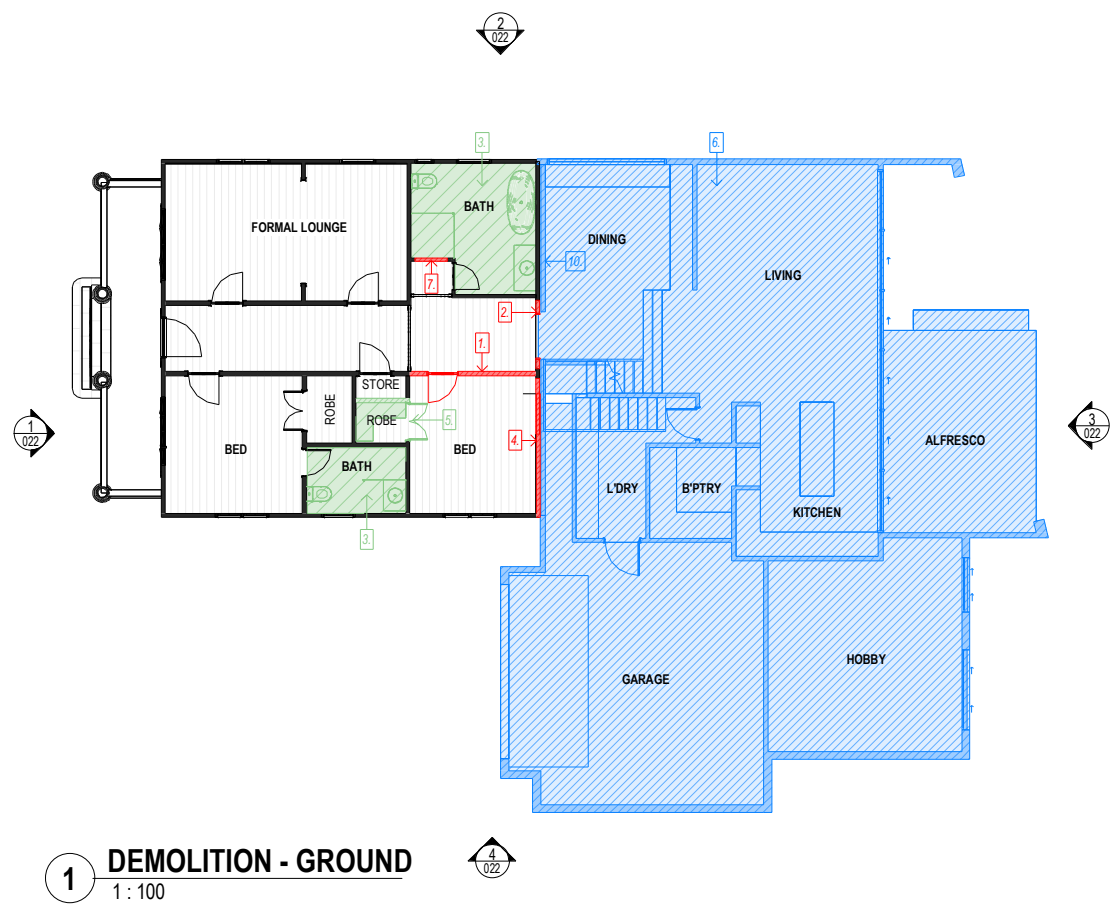 2
022
3.
6.
BATH
FORMAL LOUNGE
DINING
10.
LIVING
7.
2.
1.
STORE
ROBE
ROBE
5.
1
022
3
022
BED
BED
4.
ALFRESCO
BATH
L'DRY
B'PTRY
KITCHEN
3.
HOBBY
GARAGE
4
022
1
DEMOLITION - GROUND
1 : 100